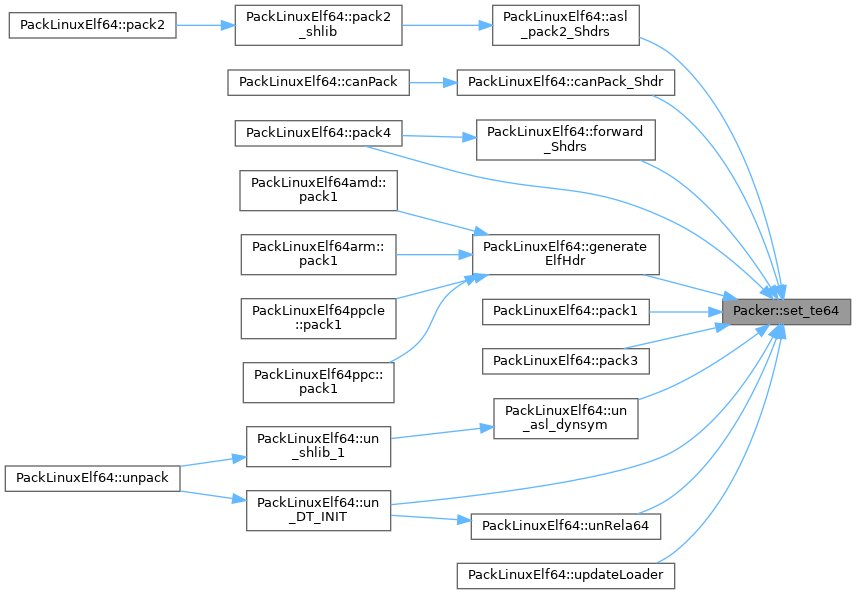 PackLinuxElf64::pack2
PackLinuxElf64::pack2
_shlib
PackLinuxElf64::asl
_pack2_Shdrs
PackLinuxElf64::canPack
PackLinuxElf64::canPack_Shdr
PackLinuxElf64::pack4
PackLinuxElf64::forward
_Shdrs
PackLinuxElf64amd::
pack1
PackLinuxElf64arm::
pack1
PackLinuxElf64::generate
ElfHdr
PackLinuxElf64ppcle
::pack1
PackLinuxElf64::pack1
Packer::set_te64
PackLinuxElf64::pack3
PackLinuxElf64ppc::
pack1
PackLinuxElf64::un
_asl_dynsym
PackLinuxElf64::un
_shlib_1
PackLinuxElf64::unpack
PackLinuxElf64::un
_DT_INIT
PackLinuxElf64::unRela64
PackLinuxElf64::updateLoader